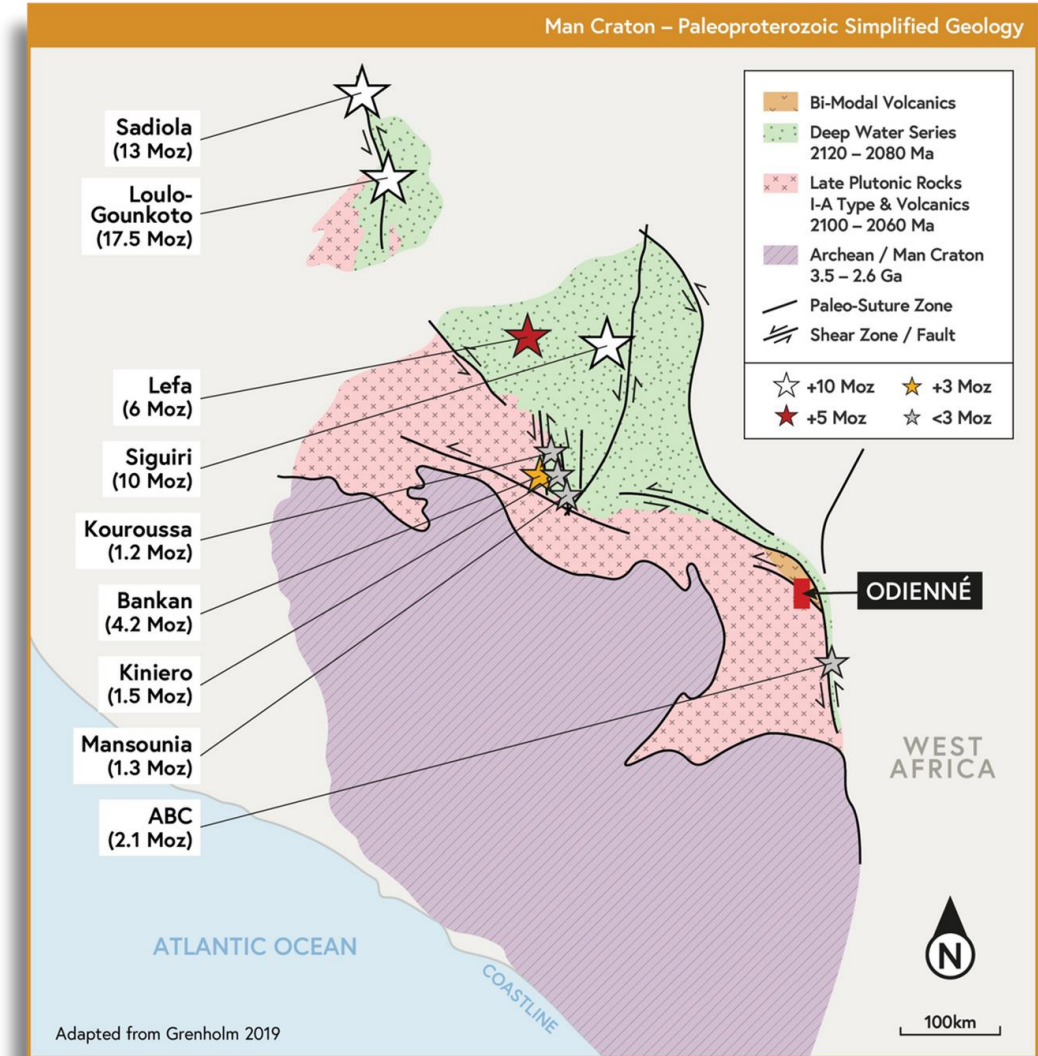 Man Craton – Paleoproterozoic Simplified Geology
Sadiola
(13 Moz)
Loulo-
Gounkoto
(17.5 Moz)
Lefa
(6 Moz)
Siguiri
(10 Moz)
Kouroussa
(1.2 Moz)
Bankan
(4.2 Moz)
Kiniero
(1.5 Moz)
Mansounia
(1.3 Moz)
ABC
(2.1 Moz)
Bi-Modal Volcanics
Deep Water Series
2120 – 2080 Ma
Late Plutonic Rocks
I-A Type & Volcanics
2100 – 2060 Ma
Archean / Man Craton
3.5 – 2.6 Ga
Paleo-Suture Zone
Shear Zone / Fault
+10 Moz
+3 Moz
+5 Moz
<3 Moz
ODIENNÉ
WEST
AFRICA
ATLANTIC OCEAN
COASTLINE
N
100km
Adapted from Grenholm 2019